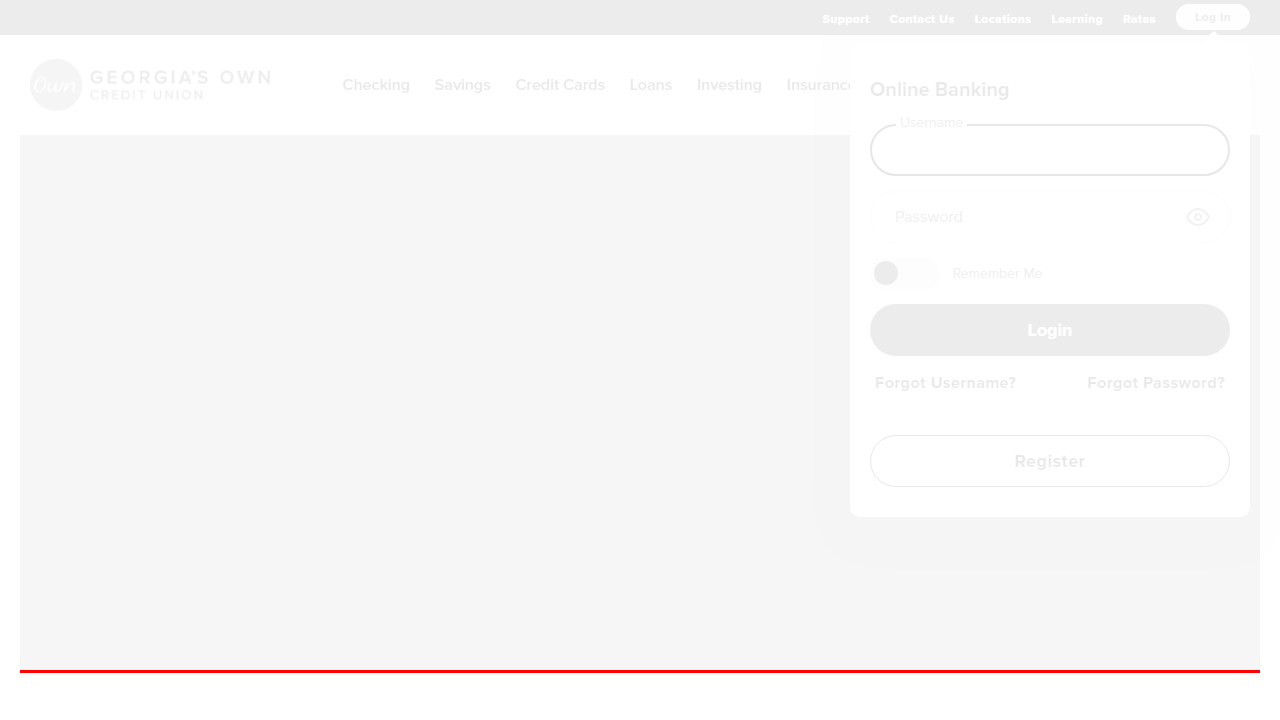 Support Contact Us Locations Learning Rates Log In
Own GEORGIA'S OWN
CREDIT UNION
Checking Savings Credit Cards Loans Investing
Online Banking
Username
Password
Remember Me
Login
Forgot Username? Forgot Password?
Register